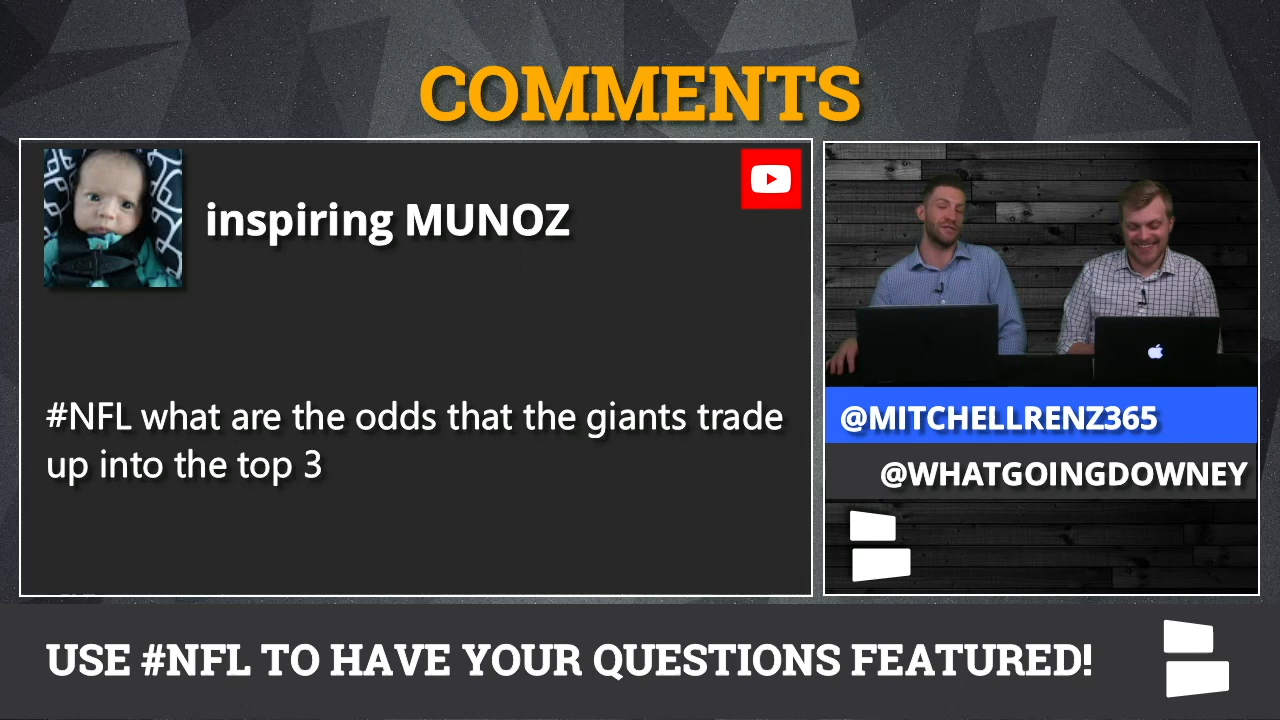 COMMENTS
inspiring MUNOZ
#NFL what are the odds that the giants trade
up into the top 3
@MITCHELLRENZ365
@WHATGOINGDOWNEY
USE #NFL TO HAVE YOUR QUESTIONS FEATURED!